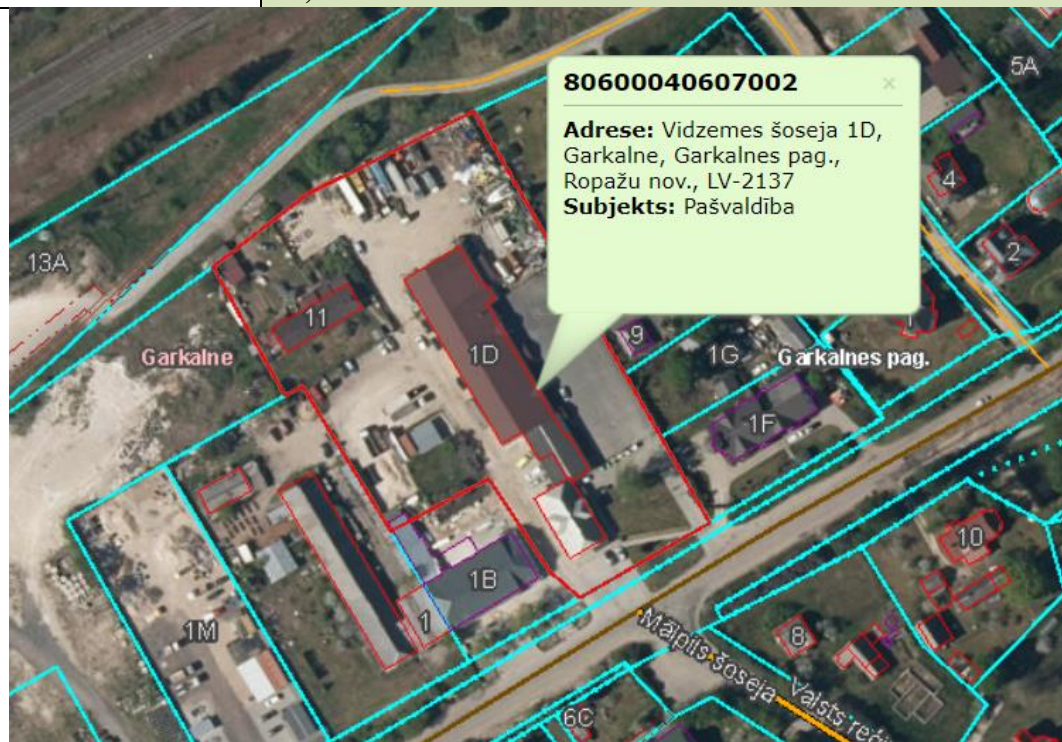 80600040607002
Adrese: Vidzemes šoseja 1D,
Garkalne, Garkalnes pag.,
Ropažu nov., LV-2137
Subjekts: Pašvaldība
5A
4
2
13A
11
1D
9
1G
Garkalne
Garkalnes pag.
1F
10
1B
1M
1
8
Mālpils šoseja
Valsts reģi
6C